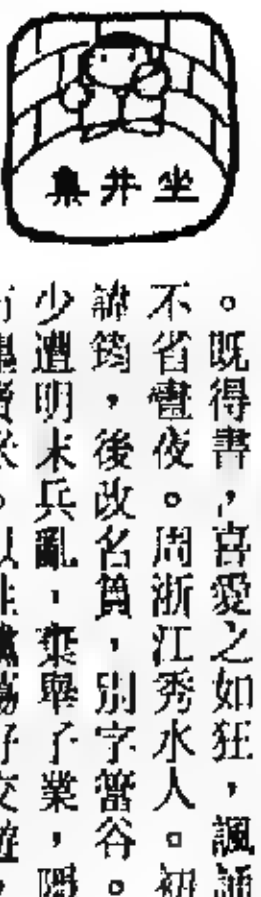 坐井集
。既得書，喜愛之如狂，諷誦
不省晝夜。周浙江秀水人。初
諱筠，後改名篔，別字簹谷。
少遭明末兵亂，棄舉子業，隱